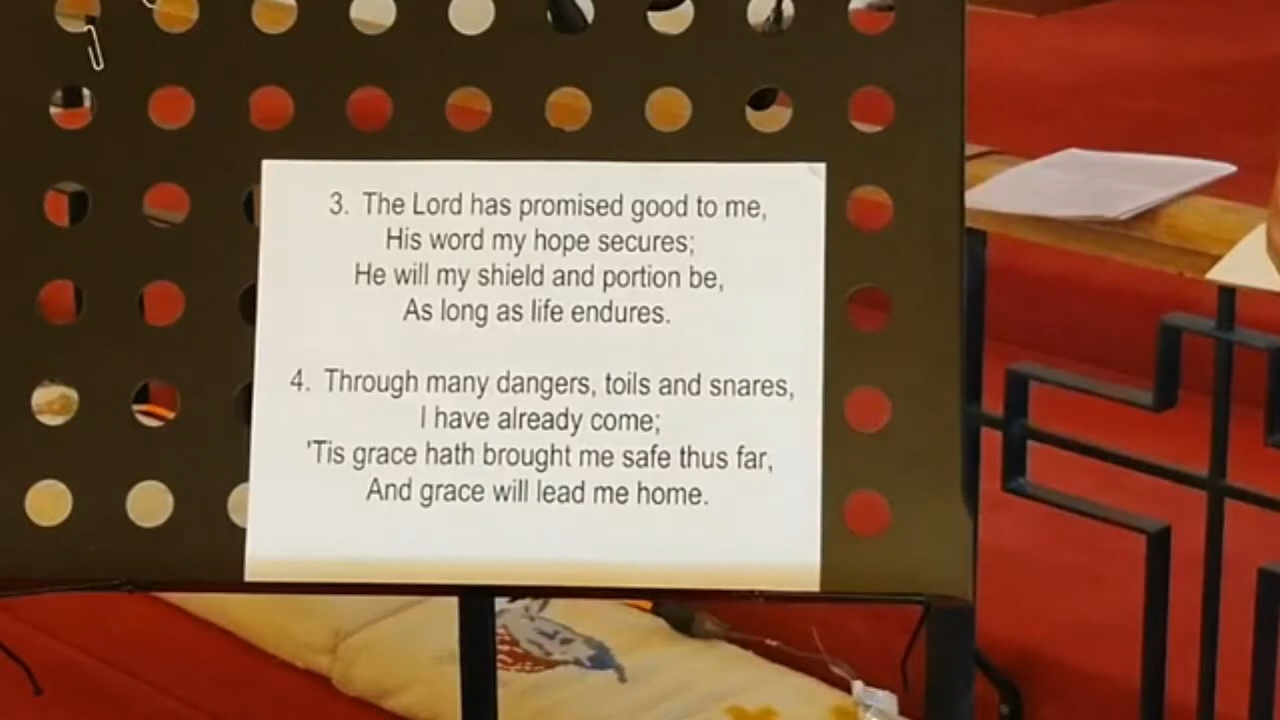 3. The Lord has promised good to me,
His word my hope secures;
He will my shield and portion be,
As long as life endures.
4. Through many dangers, toils and snares,
I have already come;
'Tis grace hath brought me safe thus far,
And grace will lead me home.